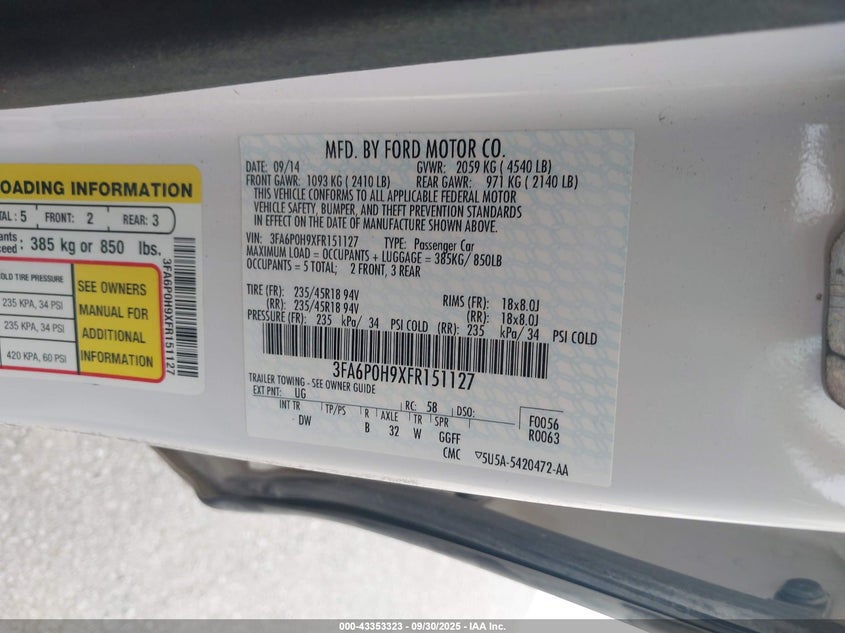 OADING INFORMATION
TAL : 5 FRONT: 2 REAR: 3
385 kg or 850 lbs.
OLD TIRE PRESSURE
235 KPA, 34 PSI
235 KPA, 34 PSI
420 KPA, 60 PSI
SEE OWNERS
MANUAL FOR
ADDITIONAL
INFORMATION
3FA6P0H9XFR151127
MFD. BY FORD MOTOR CO.
DATE: 09/14 GVWR: 2059 KG ( 4540 LB)
FRONT GAWR: 1093 KG ( 2410 LB) REAR GAWR: 971 KG ( 2140 LB)
THIS VEHICLE CONFORMS TO ALL APPLICABLE FEDERAL MOTOR
VEHICLE SAFETY, BUMPER, AND THEFT PREVENTION STANDARDS
IN EFFECT ON THE DATE OF MANUFACTURE SHOWN ABOVE.
VIN: 3FA6P0H9XFR151127 TYPE: Passenger Car
MAXIMUM LOAD = OCCUPANTS + LUGGAGE = 385KG/ 850LB
OCCUPANTS = 5 TOTAL; 2 FRONT, 3 REAR
TIRE (FR): 235/45R18 94V RIMS (FR): 18x8.0J
(RR): 235/45R18 94V (RR): 18x8.0J
PRESSURE (FR): 235 kPa/ 34 PSI COLD (RR): 235 kPa/ 34 PSI COLD
3FA6P0H9XFR151127
TRAILER TOWING - SEE OWNER GUIDE
EXT PNT: UG RC: 58 DSO:
INT TR TP/PS R AXLE TR SPR
DW B 32 W GGFF
F0056
R0063
CMC ▽5U5A-5420472-AA
000-43353323 - 09/30/2025 - IAA Inc.